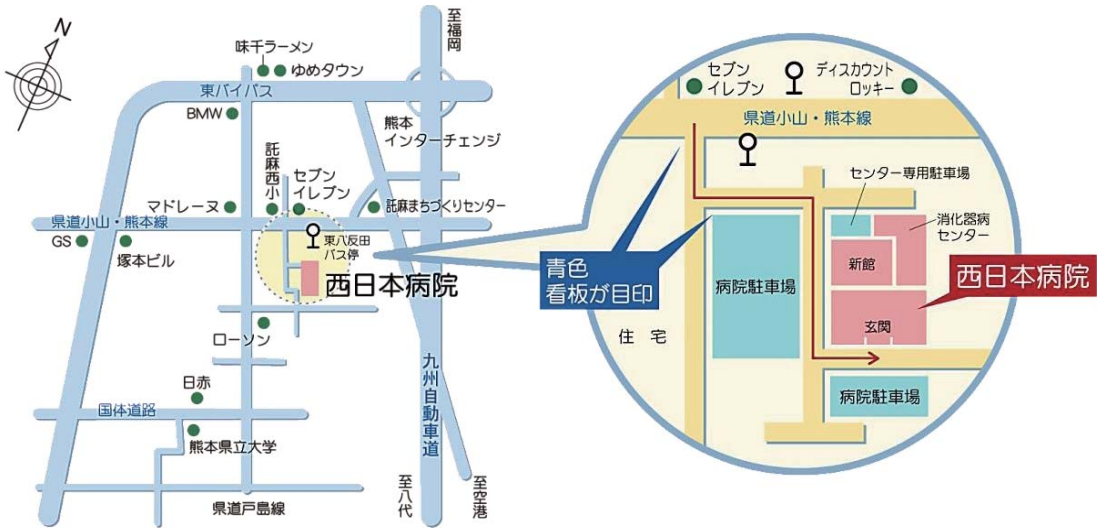 N
味千ラーメン
ゆめタウン
東バイパス
BMW
至福岡
熊本
インターチェンジ
託麻西小
セブン
イレブン
マドレーヌ
託麻まちづくりセンター
県道小山・熊本線
GS
塚本ビル
東八反田
バス停
西日本病院
ローソン
日赤
国体道路
熊本県立大学
九州自動車道
県道戸島線
至八代
至空港
セブン
イレブン
ディスカウント
ロッキー
県道小山・熊本線
センター専用駐車場
消化器病
センター
新館
青色
看板が目印
病院駐車場
西日本病院
玄関
住宅
病院駐車場